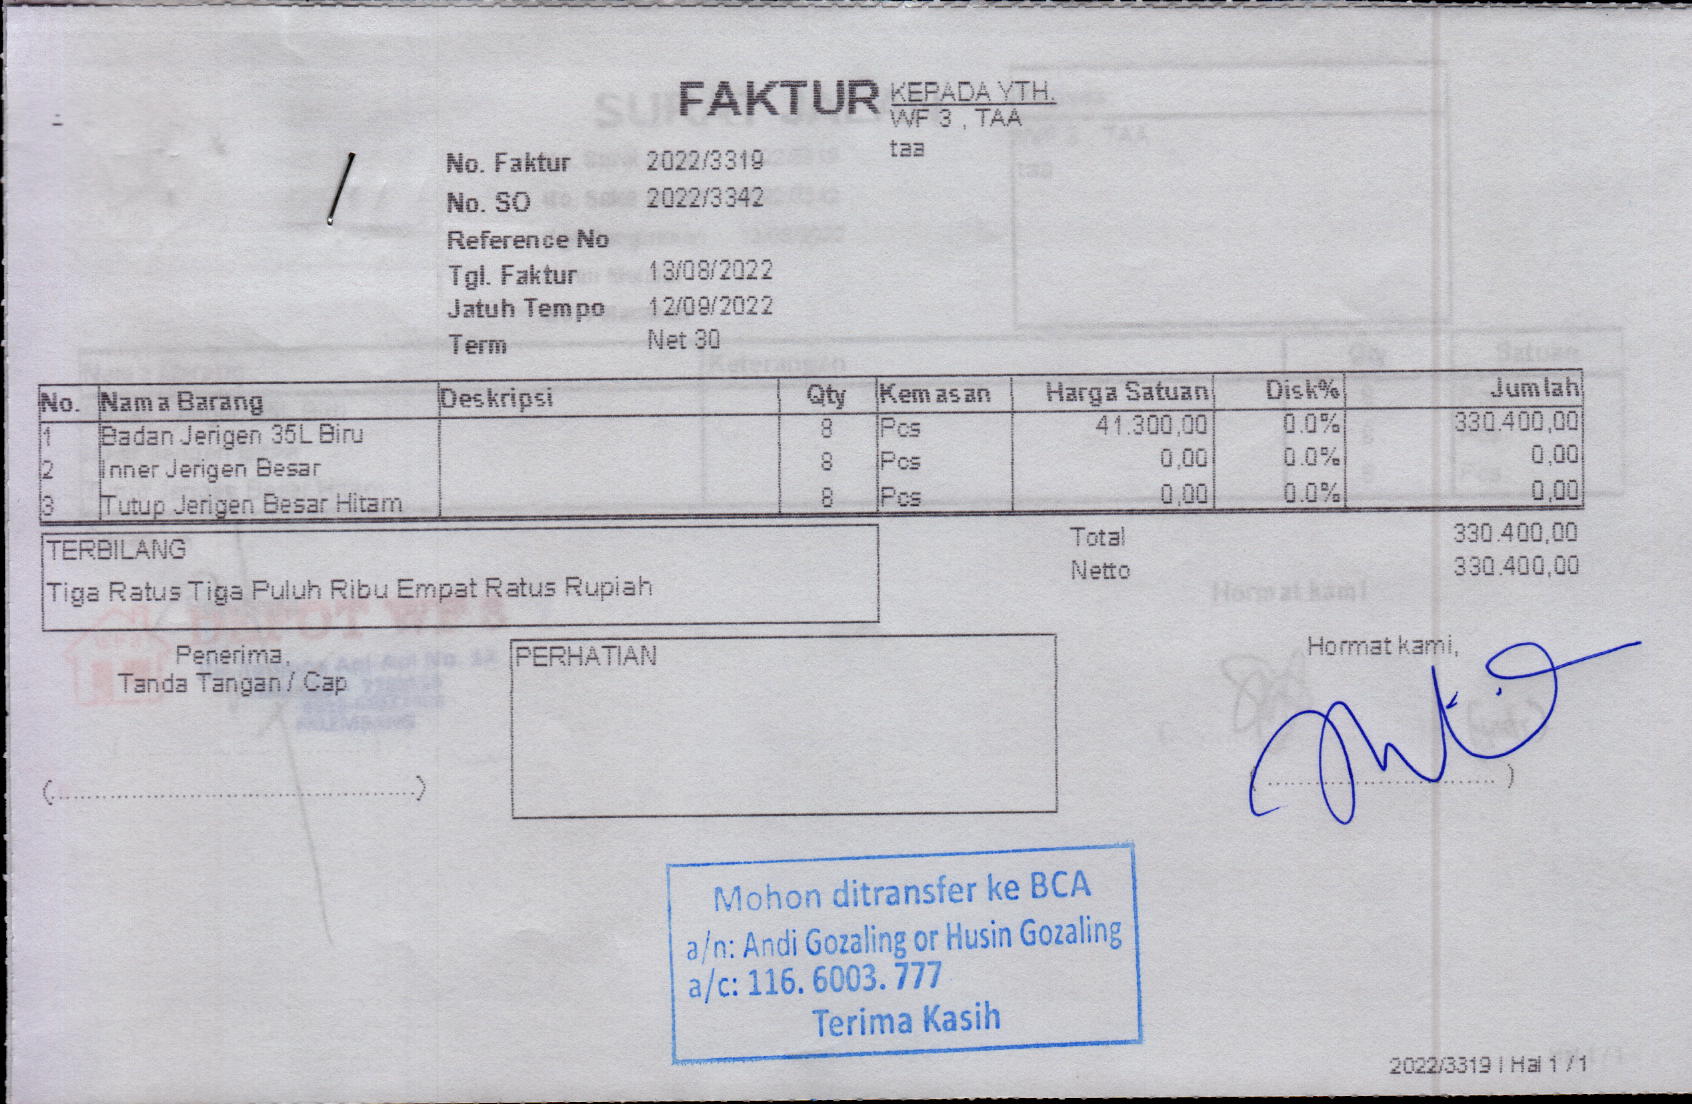 FAKTUR
KEPADA YTH.
WF 3 , TAA
taa
No. Faktur 2022/3319
No. SO 2022/3342
Reference No
Tgl. Faktur 13/08/2022
Jatuh Tempo 12/09/2022
Term Net 30
No. Nama Barang Deskripsi Qty Kemasan Harga Satuan Disk% Jumlah
1 Badan Jerigen 35L Biru 8 Pcs 41.300,00 0.0% 330.400,00
2 Inner Jerigen Besar 8 Pcs 0,00 0.0% 0,00
3 Tutup Jerigen Besar Hitam 8 Pcs 0,00 0.0% 0,00
Total 330.400,00
Netto 330.400,00
TERBILANG
Tiga Ratus Tiga Puluh Ribu Empat Ratus Rupiah
Penerima,
Tanda Tangan / Cap
(..................................................)
PERHATIAN
Hormat kami,
( .................................. )
Mohon ditransfer ke BCA
a/n: Andi Gozaling or Husin Gozaling
a/c: 116. 6003. 777
Terima Kasih
2022/3319 | Hal 1 / 1